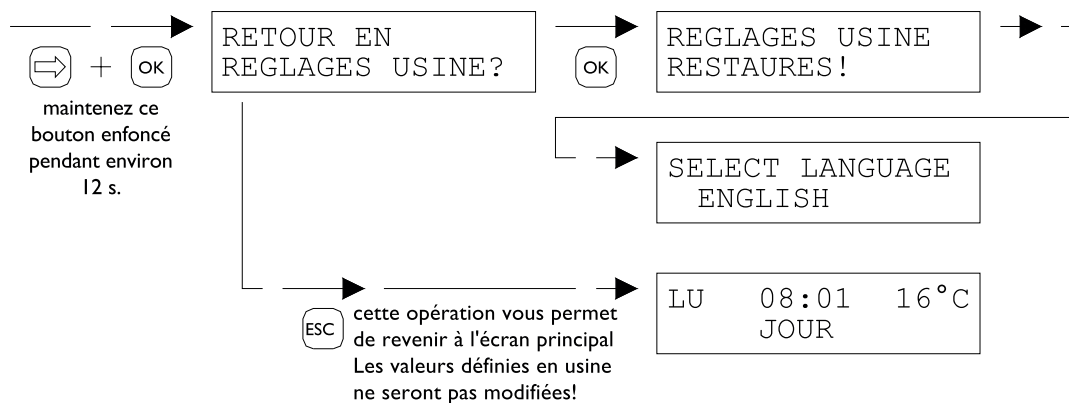 + OK
maintenez ce
bouton enfoncé
pendant environ
12 s.
RETOUR EN
REGLAGES USINE?
OK
REGLAGES USINE
RESTAURES!
SELECT LANGUAGE
ENGLISH
ESC
cette opération vous permet
de revenir à l'écran principal
Les valeurs définies en usine
ne seront pas modifiées!
LU 08:01 16°C
JOUR